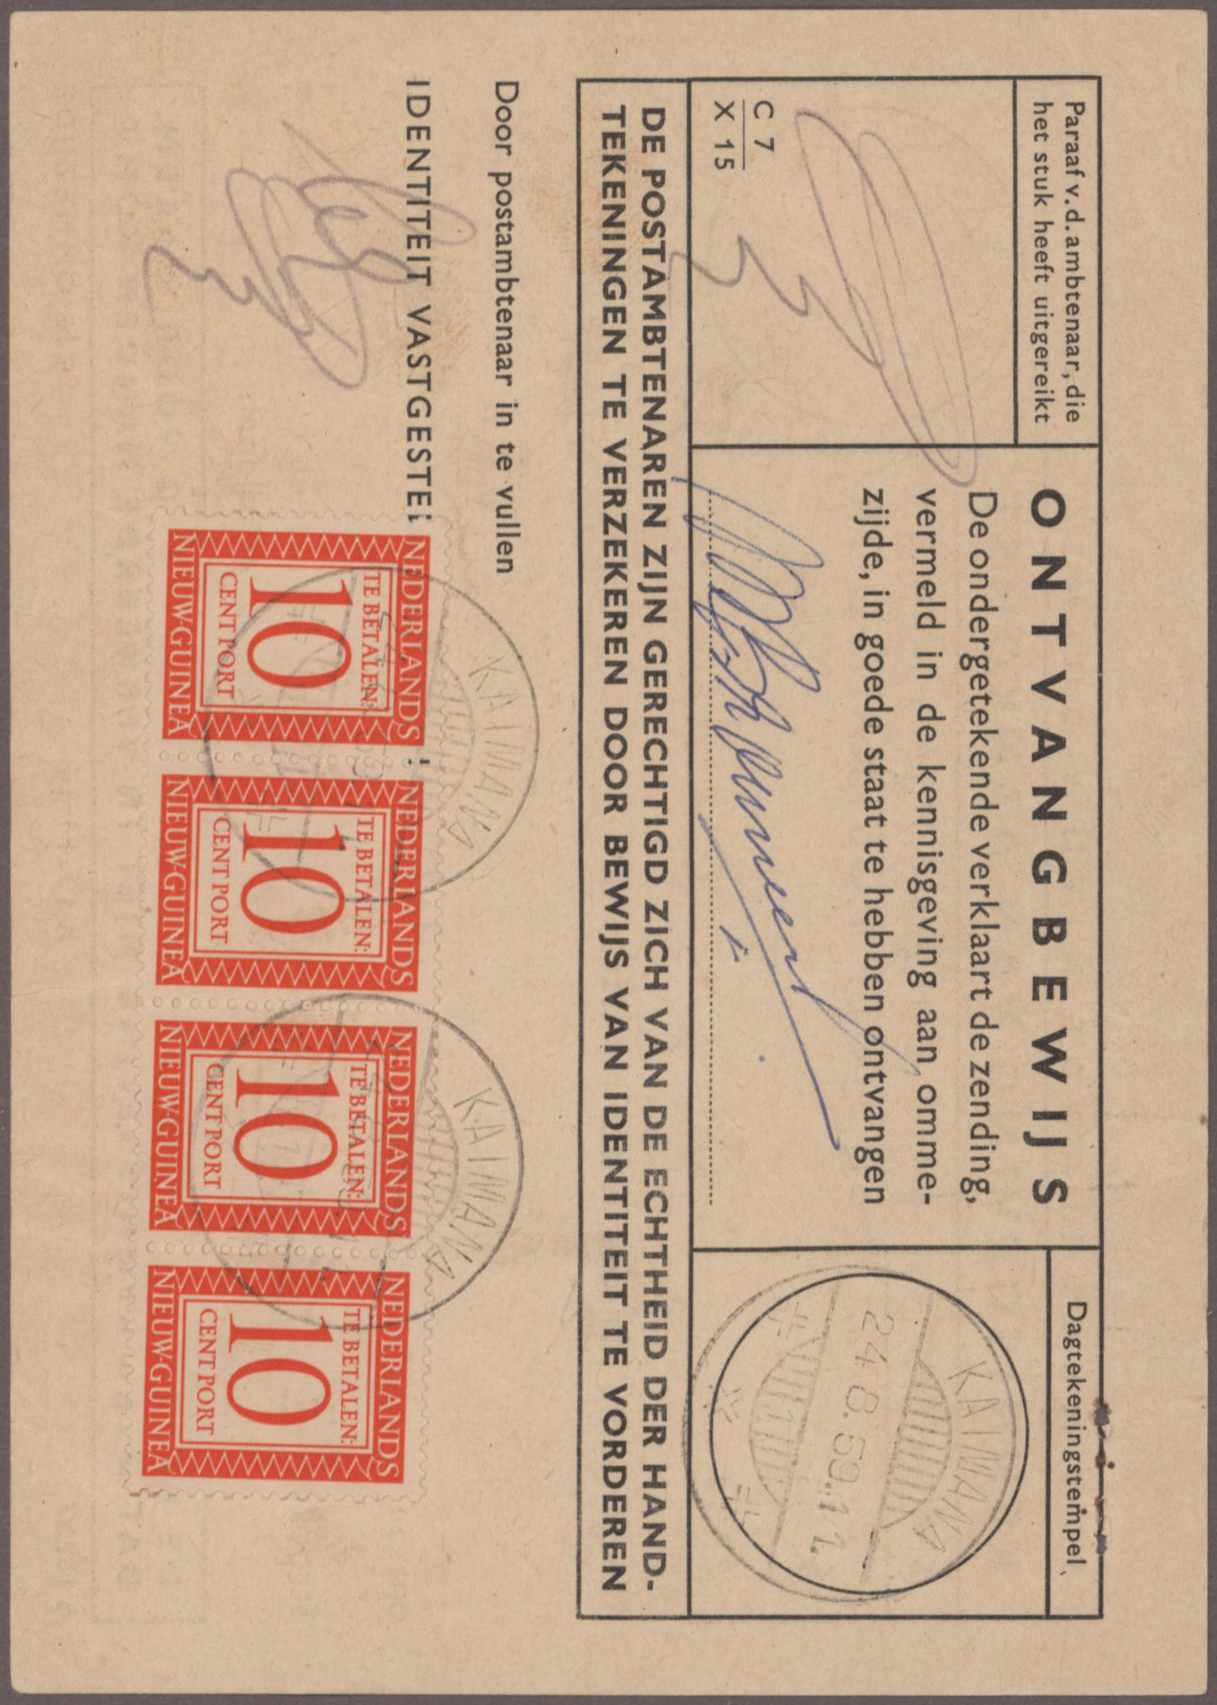 Paraaf v. d. ambtenaar, die
het stuk heeft uitgereikt
C 7
X 15
ONTVANGBEWIJS
De ondergetekende verklaart de zending,
vermeld in de kennisgeving aan omme-
zijde, in goede staat te hebben ontvangen
Dagtekeningstempel
KAIMANA
24.8.59.11
DE POSTAMBTENAREN ZIJN GERECHTIGD ZICH VAN DE ECHTHEID DER HAND-
TEKENINGEN TE VERZEKEREN DOOR BEWIJS VAN IDENTITEIT TE VORDEREN
Door postambtenaar in te vullen
IDENTITEIT VASTGESTE
KAIMANA
KAIMANA
NEDERLANDS
TE BETALEN:
10
CENT PORT
NIEUW-GUINEA
NEDERLANDS
TE BETALEN:
10
CENT PORT
NIEUW-GUINEA
NEDERLANDS
TE BETALEN:
10
CENT PORT
NIEUW-GUINEA
NEDERLANDS
TE BETALEN:
10
CENT PORT
NIEUW-GUINEA